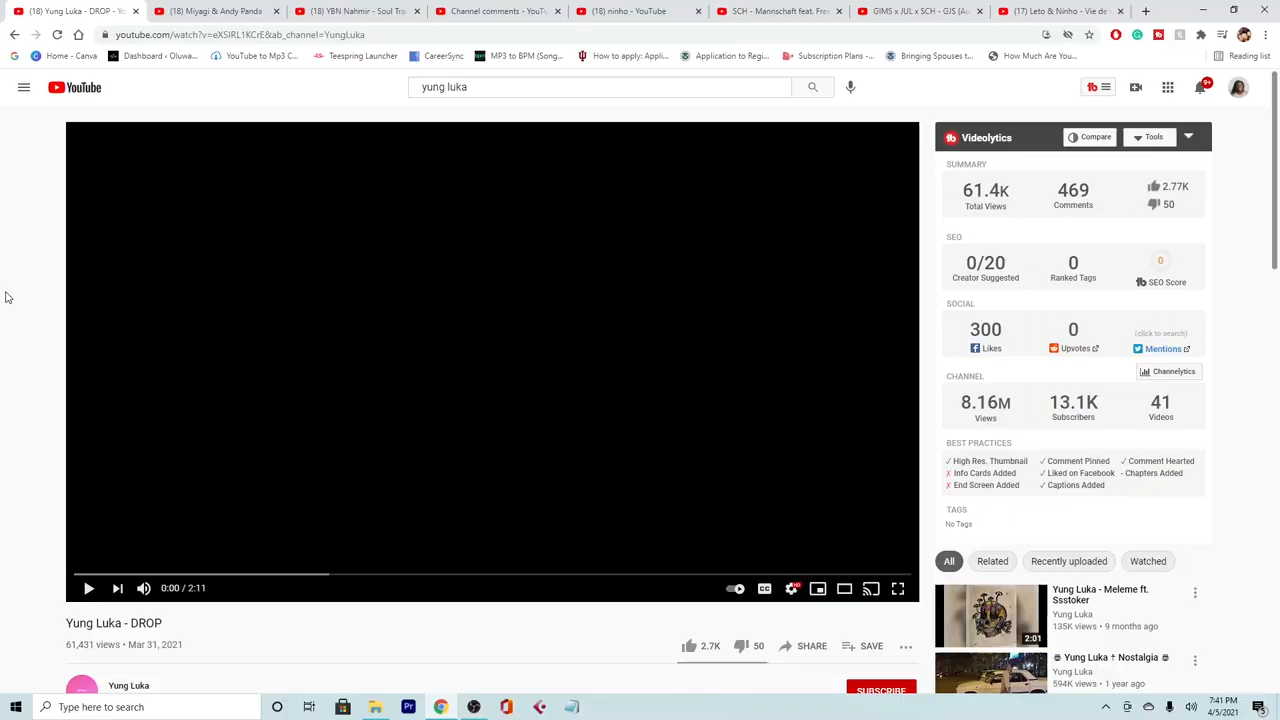 (18) Yung Luka - DROP - Yo
(18) Miyagi & Andy Panda
(18) YBN Nahmir - Soul Tra
Channel comments - YouT
(18) ninho - YouTube
SCH - Mannschaft feat. Fre
GIMS x JUL x SCH - GJS (Au
(17) Leto & Ninho - Ma
youtube.com/watch?v=eXSIRL1KCrE&ab_channel=YungLuka
Home - Canva
Dashboard - Oluwa...
YouTube to Mp3 C...
Teespring Launcher
CareerSync
MP3 to BPM (Song...
How to apply: Appli...
Application to Regi...
Subscription Plans -...
Bringing Spouses t...
How Much Are You...
Reading list
YouTube
yung luka
9+
Videolytics
Compare
Tools
SUMMARY
61.4K
469
2.77K
Total Views
Comments
50
SEO
0/20
0
0
Creator Suggested
Ranked Tags
SEO Score
SOCIAL
300
0
(click to search)
Likes
Upvotes
Mentions
CHANNEL
Channelytics
8.16M
13.1K
41
Views
Subscribers
Videos
BEST PRACTICES
✓ High Res. Thumbnail
✓ Comment Pinned
✓ Comment Hearted
X Info Cards Added
✓ Liked on Facebook
- Chapters Added
X End Screen Added
✓ Captions Added
TAGS
No Tags
All
Related
Recently uploaded
Watched
0:00 / 2:11
CC
HD
Yung Luka - DROP
61,431 views • Mar 31, 2021
2.7K
50
SHARE
SAVE
Yung Luka
SUBSCRIBE
Yung Luka - Meleme ft.
Ssstoker
Yung Luka
135K views • 9 months ago
2:01
Yung Luka † Nostalgia
Yung Luka
594K views • 1 year ago
Type here to search
7:41 PM
4/5/2021